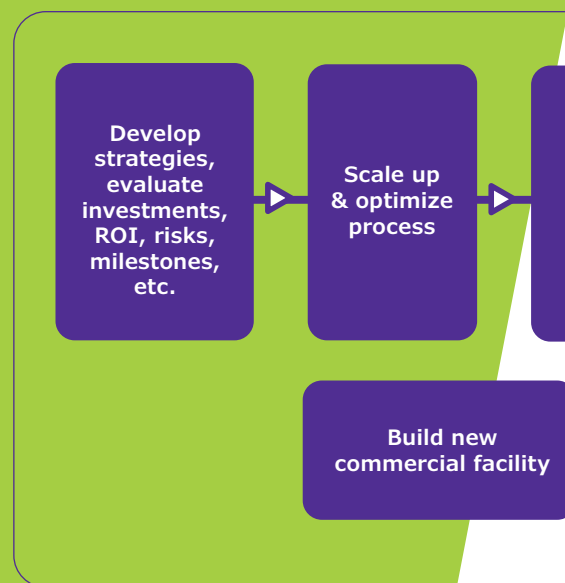 Develop
strategies,
evaluate
investments,
ROI, risks,
milestones,
etc.
Scale up
& optimize
process
Build new
commercial facility